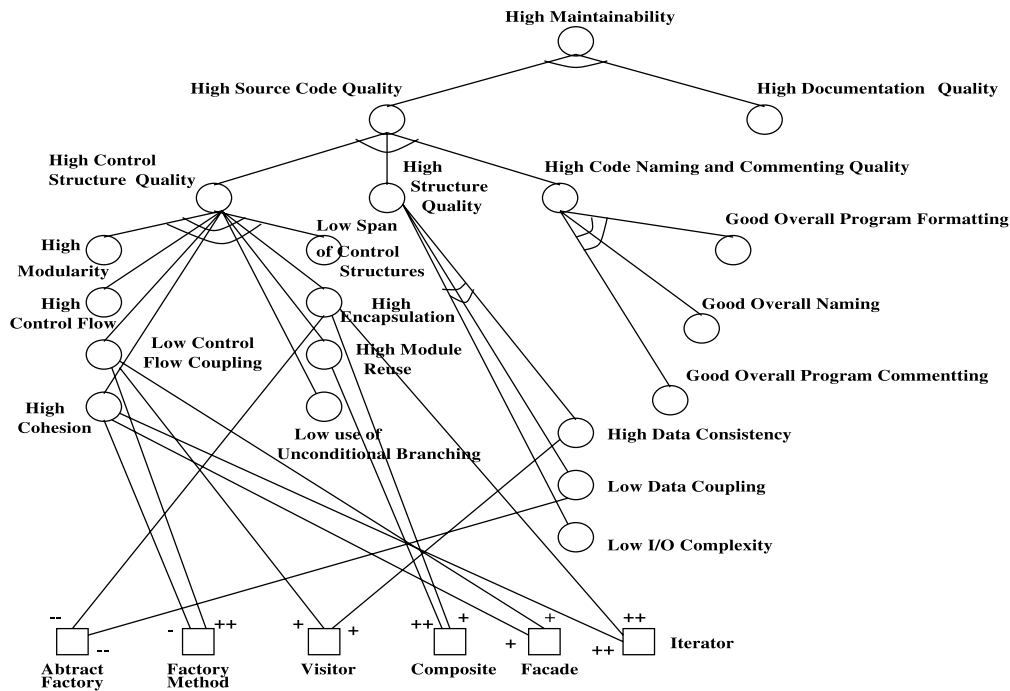 High Maintainability
High Source Code Quality
High Documentation Quality
High Control
Structure Quality
High
Structure
Quality
High Code Naming and Commenting Quality
High
Modularity
Low Span
of Control
Structures
Good Overall Program Formatting
High
Control Flow
High
Encapsulation
Good Overall Naming
Low Control
Flow Coupling
High Module
Reuse
Good Overall Program Commentting
High
Cohesion
Low use of
Unconditional Branching
High Data Consistency
Low Data Coupling
Low I/O Complexity
--
--
-
++
+
+
++
+
+
+
++
++
Abtract
Factory
Factory
Method
Visitor
Composite
Facade
Iterator